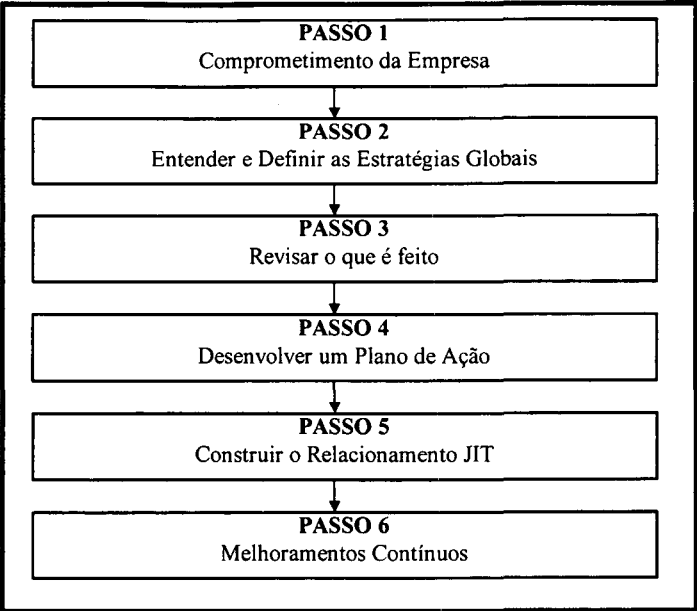 PASSO 1
Comprometimento da Empresa
PASSO 2
Entender e Definir as Estratégias Globais
PASSO 3
Revisar o que é feito
PASSO 4
Desenvolver um Plano de Ação
PASSO 5
Construir o Relacionamento JIT
PASSO 6
Melhoramentos Contínuos